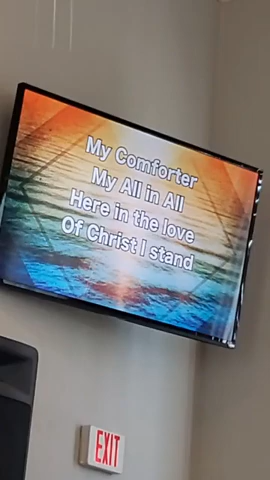 My Comforter
My All in All
Here in the love
Of Christ I stand
EXIT